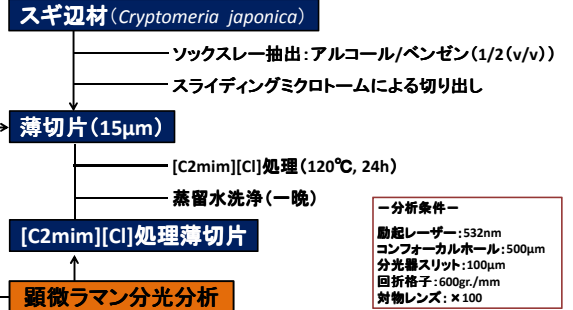 スギ辺材（Cryptomeria japonica）
ソックスレー抽出：アルコール/ベンゼン（1/2（v/v））
スライディングミクロトームによる切り出し
薄切片（15μm）
[C2mim][Cl]処理（120℃, 24h）
蒸留水洗浄（一晩）
[C2mim][Cl]処理薄切片
顕微ラマン分光分析
－分析条件－
励起レーザー：532nm
コンフォーカルホール：500μm
分光器スリット：100μm
回折格子：600gr./mm
対物レンズ：×100